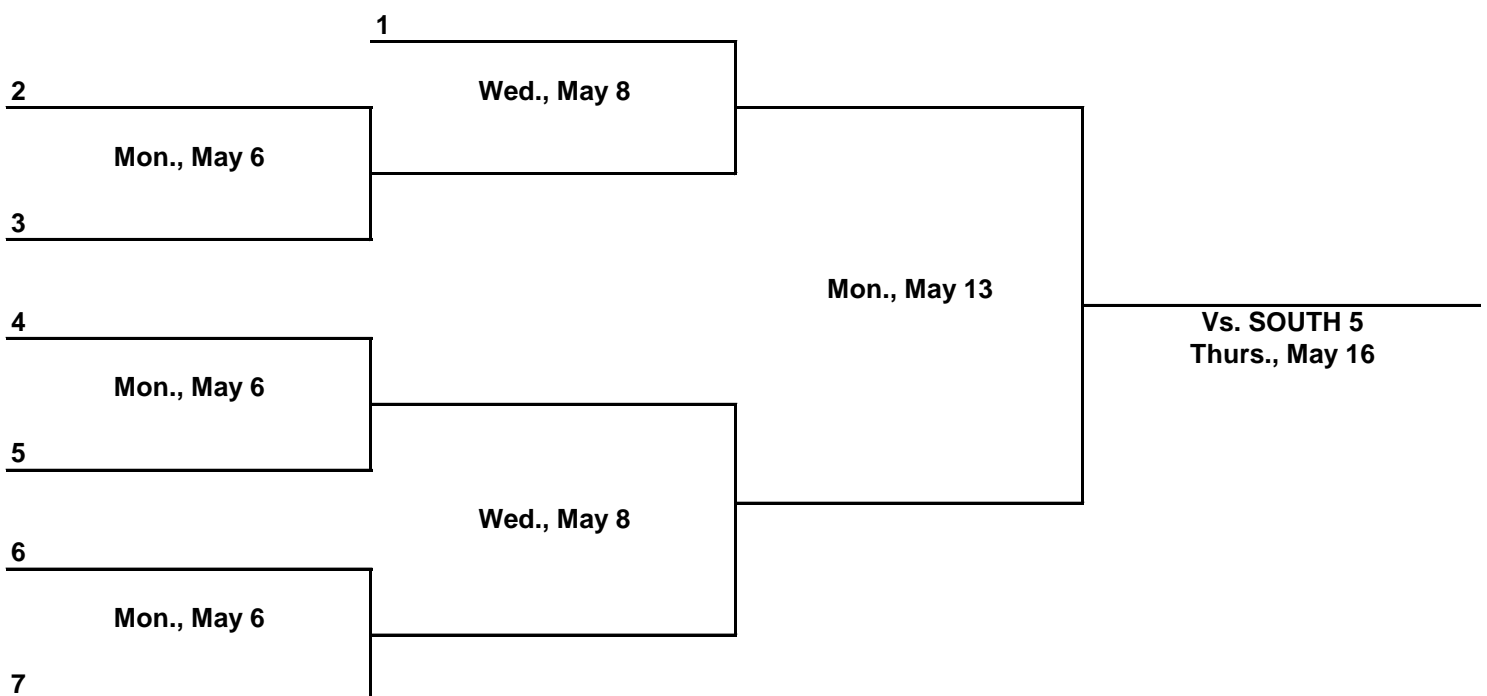 1
2
Wed., May 8
Mon., May 6
3
Mon., May 13
4
Vs. SOUTH 5
Thurs., May 16
Mon., May 6
5
Wed., May 8
6
Mon., May 6
7